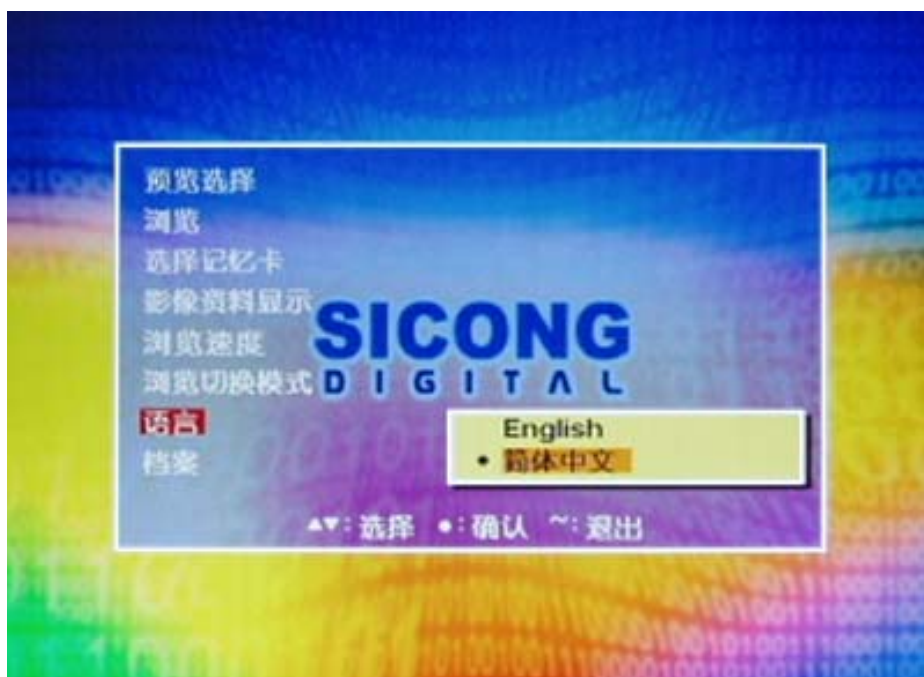 预览选择
浏览
选择记忆卡
影像资料显示
浏览速度
浏览切换模式
语言
档案
SICONG
DIGITAL
English
• 简体中文
▲▼: 选择 ●: 确认 ~: 退出